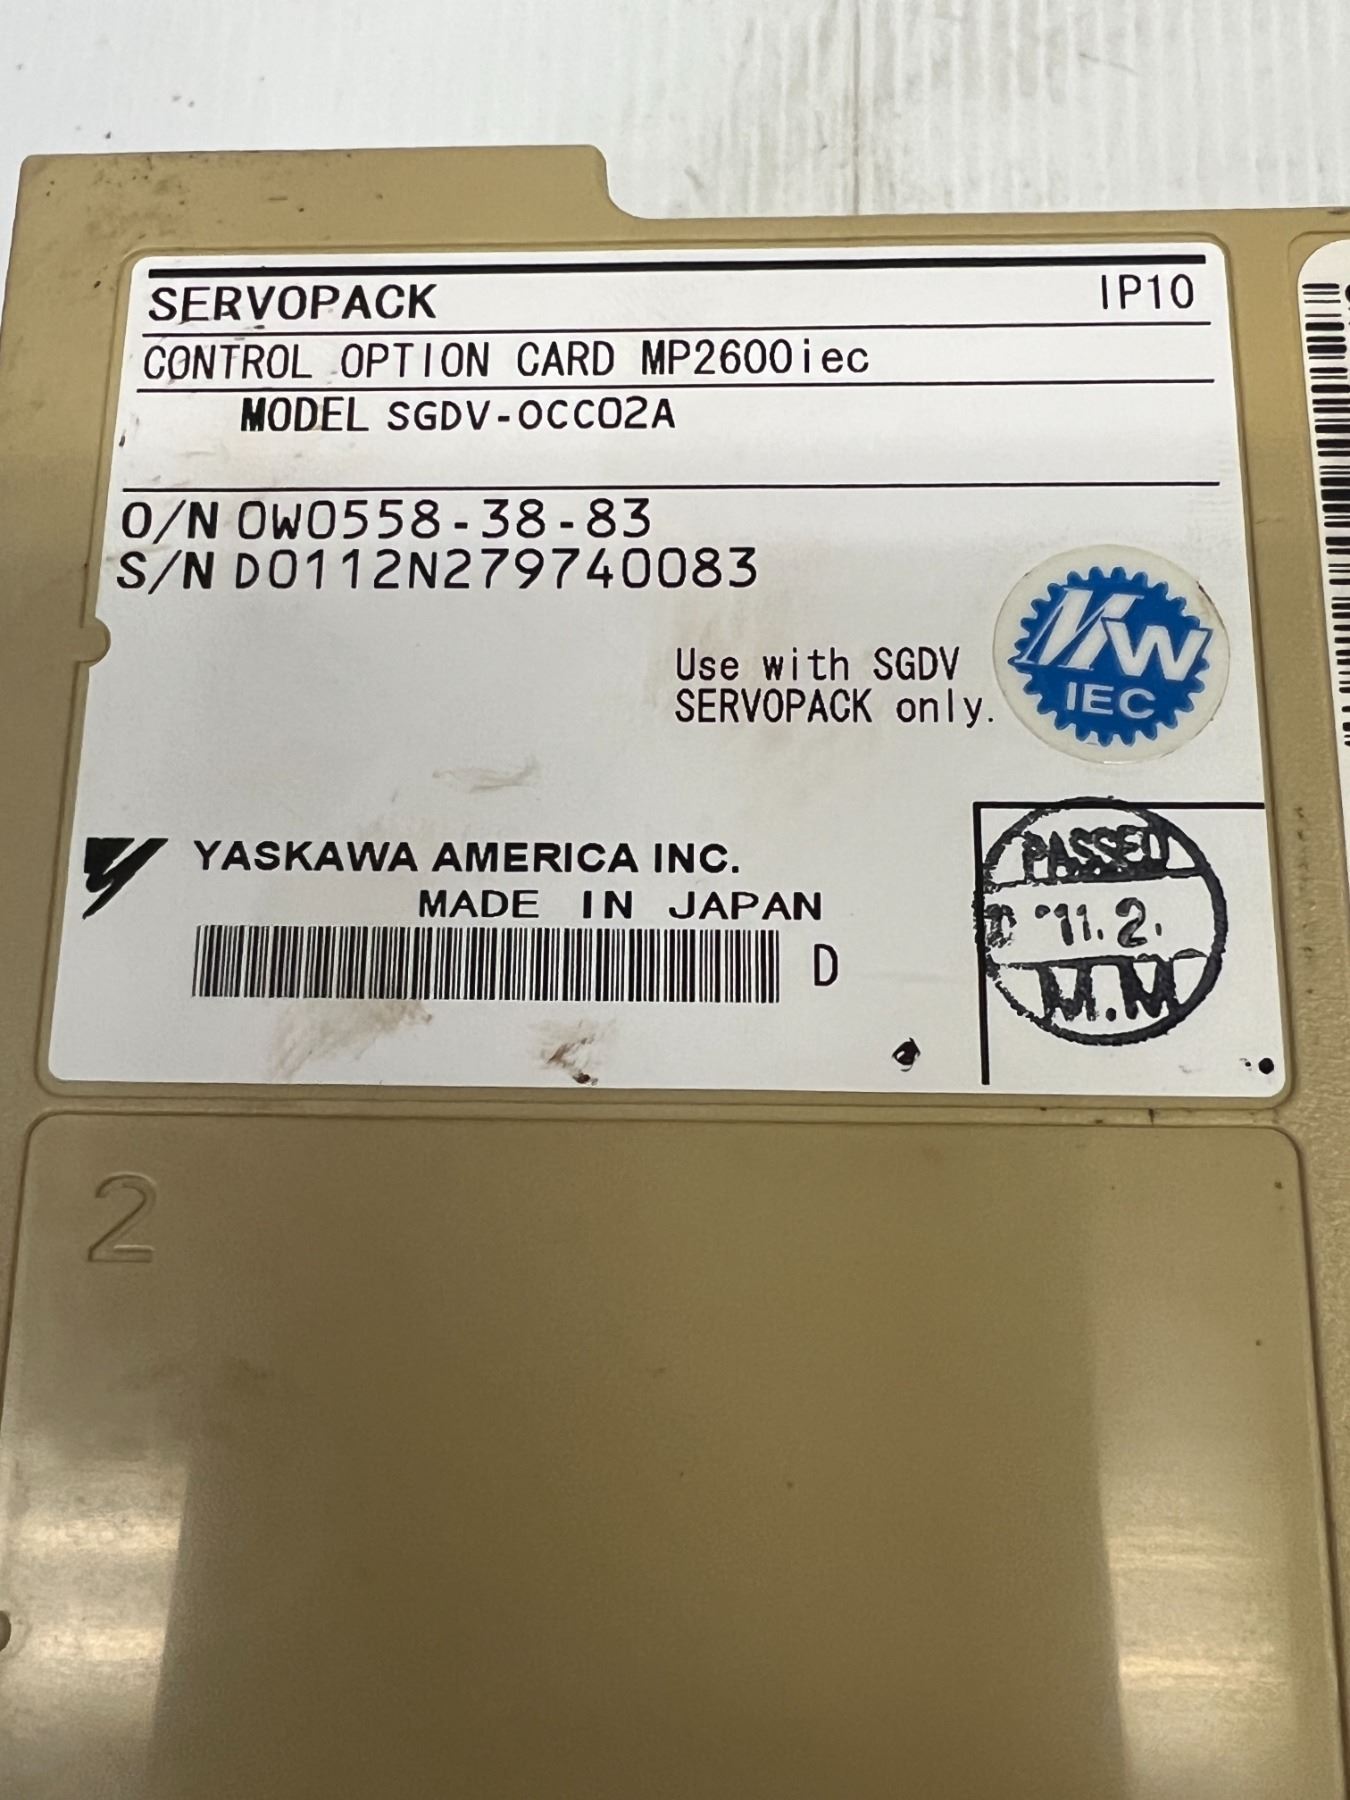 SERVOPACK IP10
CONTROL OPTION CARD MP2600iec
MODEL SGDV-OCC02A
O/N 0W0558-38-83
S/N D0112N279740083
Use with SGDV
SERVOPACK only.
MW
IEC
YASKAWA AMERICA INC.
MADE IN JAPAN
D
PASSED
'11.2.
M.M
2